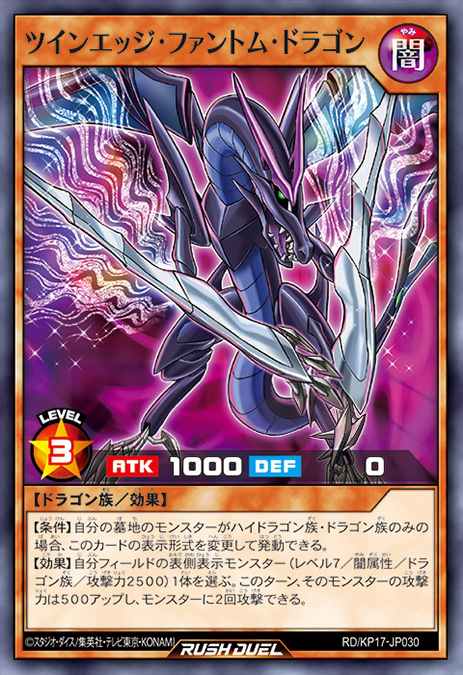 ツインエッジ・ファントム・ドラゴン
やみ
闇
LEVEL
3
ATK 1000 DEF 0
【ドラゴン族／効果】
【条件】自分の墓地のモンスターがハイドラゴン族・ドラゴン族のみの
場合、このカードの表示形式を変更して発動できる。
【効果】自分フィールドの表側表示モンスター（レベル7／闇属性／ドラ
ゴン族／攻撃力2500）1体を選ぶ。このターン、そのモンスターの攻撃
力は500アップし、モンスターに2回攻撃できる。
©スタジオ・ダイス/集英社・テレビ東京・KONAMI RUSH DUEL RD/KP17-JP030